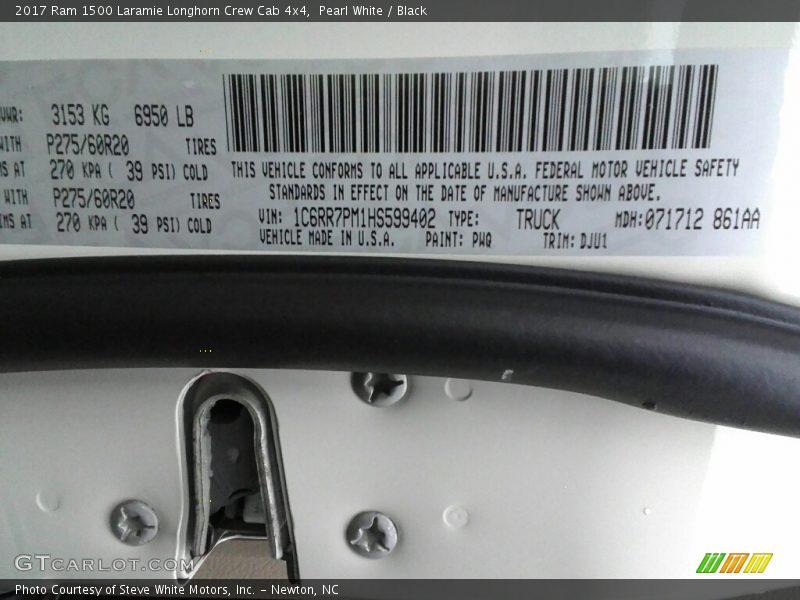 2017 Ram 1500 Laramie Longhorn Crew Cab 4x4, Pearl White / Black
3153 KG 6950 LB
WITH P275/60R20 TIRES
270 KPA ( 39 PSI) COLD
WITH P275/60R20 TIRES
RIMS AT 270 KPA ( 39 PSI) COLD
THIS VEHICLE CONFORMS TO ALL APPLICABLE U.S.A. FEDERAL MOTOR VEHICLE SAFETY
STANDARDS IN EFFECT ON THE DATE OF MANUFACTURE SHOWN ABOVE.
VIN: 1C6RR7PM1HS599402 TYPE: TRUCK MDH:071712 861AA
VEHICLE MADE IN U.S.A. PAINT: PWQ TRIM: DJU1
GTCARLOT.COM
Photo Courtesy of Steve White Motors, Inc. – Newton, NC